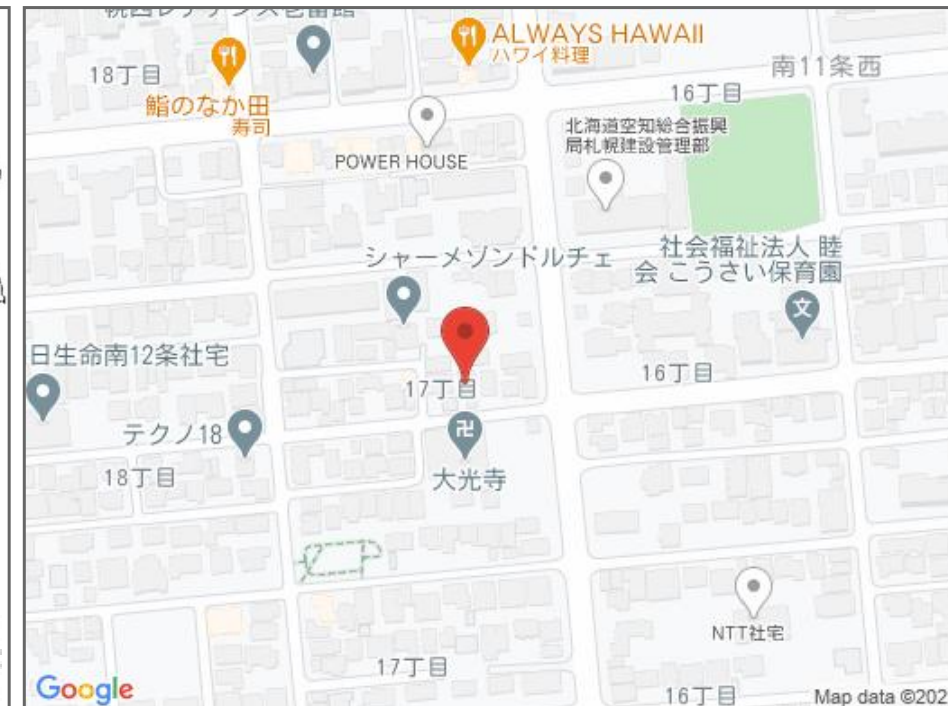 ALWAYS HAWAII
ハワイ料理
18丁目
鮨のなか田
寿司
南11条西
16丁目
北海道空知総合振興
局札幌建設管理部
POWER HOUSE
シャーメゾンドルチェ
社会福祉法人 睦
会 こうさい保育園
文
日生命南12条社宅
17丁目
16丁目
テクノ18
卍
大光寺
18丁目
NTT社宅
17丁目
16丁目
Google
Map data ©202